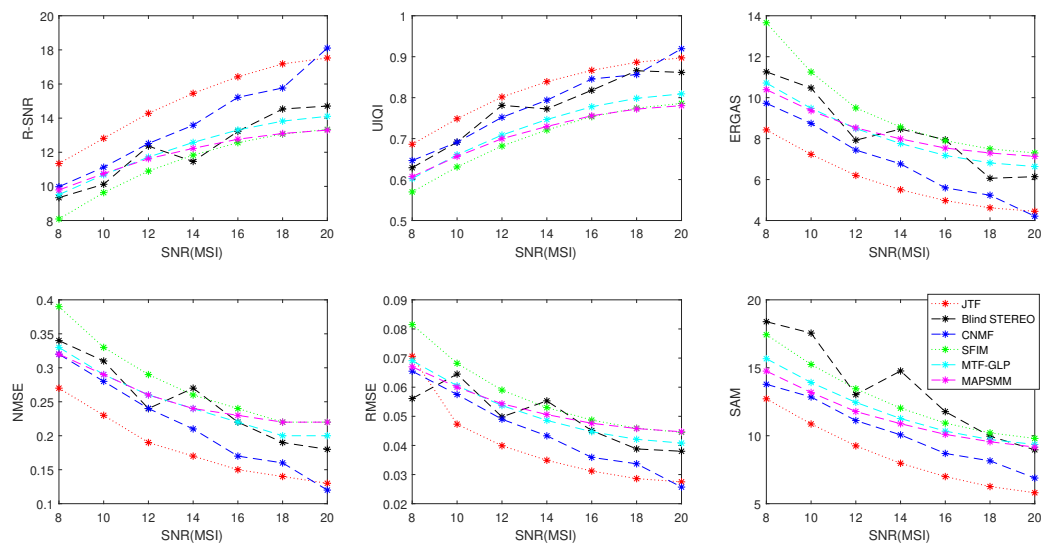 R-SNR
20
18
16
14
12
10
8
8 10 12 14 16 18 20
SNR(MSI)
UIQI
1
0.9
0.8
0.7
0.6
0.5
8 10 12 14 16 18 20
SNR(MSI)
ERGAS
14
12
10
8
6
4
8 10 12 14 16 18 20
SNR(MSI)
NMSE
0.4
0.35
0.3
0.25
0.2
0.15
0.1
8 10 12 14 16 18 20
SNR(MSI)
RMSE
0.09
0.08
0.07
0.06
0.05
0.04
0.03
0.02
8 10 12 14 16 18 20
SNR(MSI)
SAM
20
15
10
5
8 10 12 14 16 18 20
SNR(MSI)
JTF
Blind STEREO
CNMF
SFIM
MTF-GLP
MAPSMM